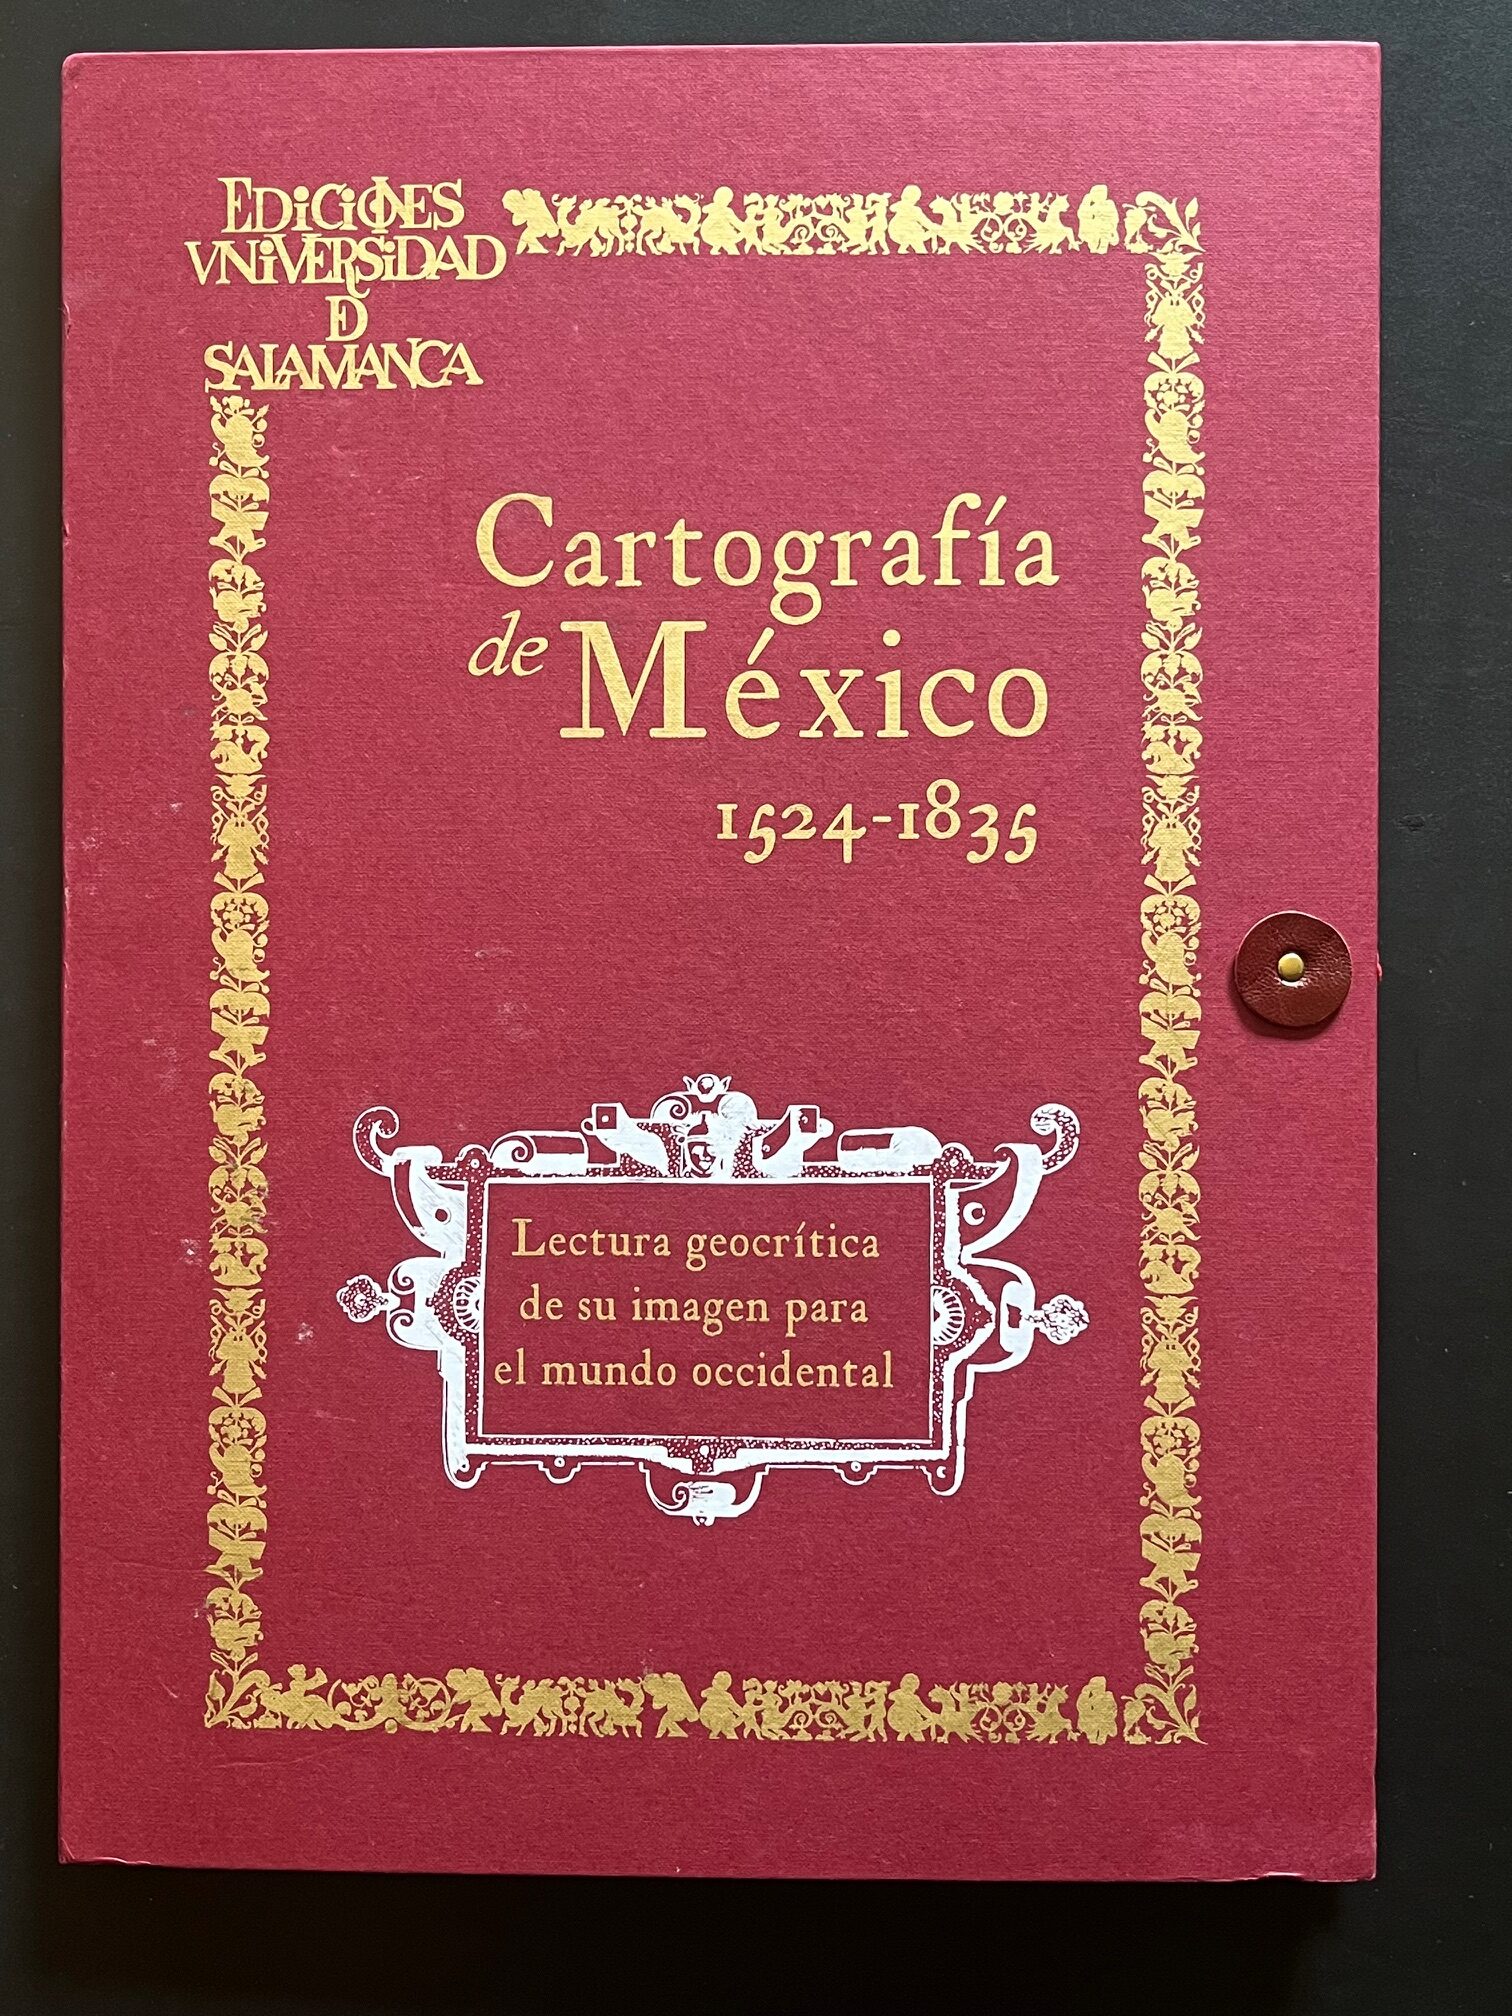 EDICIONES
VNIVERSIDAD
DE
SALAMANCA
Cartografía
de México
1524-1835
Lectura geocrítica
de su imagen para
el mundo occidental